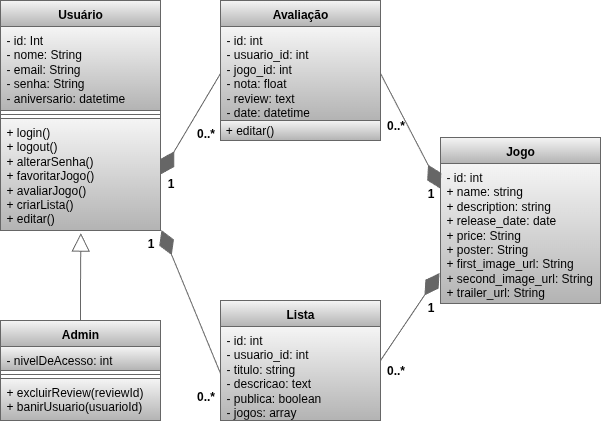 Usuário
- id: Int
- nome: String
- email: String
- senha: String
- aniversario: datetime
+ login()
+ logout()
+ alterarSenha()
+ favoritarJogo()
+ avaliarJogo()
+ criarLista()
+ editar()
Avaliação
- id: int
- usuario_id: int
- jogo_id: int
- nota: float
- review: text
- date: datetime
+ editar()
0..*
1
0..*
1
Jogo
- id: int
+ name: string
+ description: string
+ release_date: date
+ price: String
+ poster: String
+ first_image_url: String
+ second_image_url: String
+ trailer_url: String
1
0..*
1
0..*
Admin
- nivelDeAcesso: int
+ excluirReview(reviewId)
+ banirUsuario(usuarioId)
Lista
- id: int
- usuario_id: int
- titulo: string
- descricao: text
- publica: boolean
- jogos: array